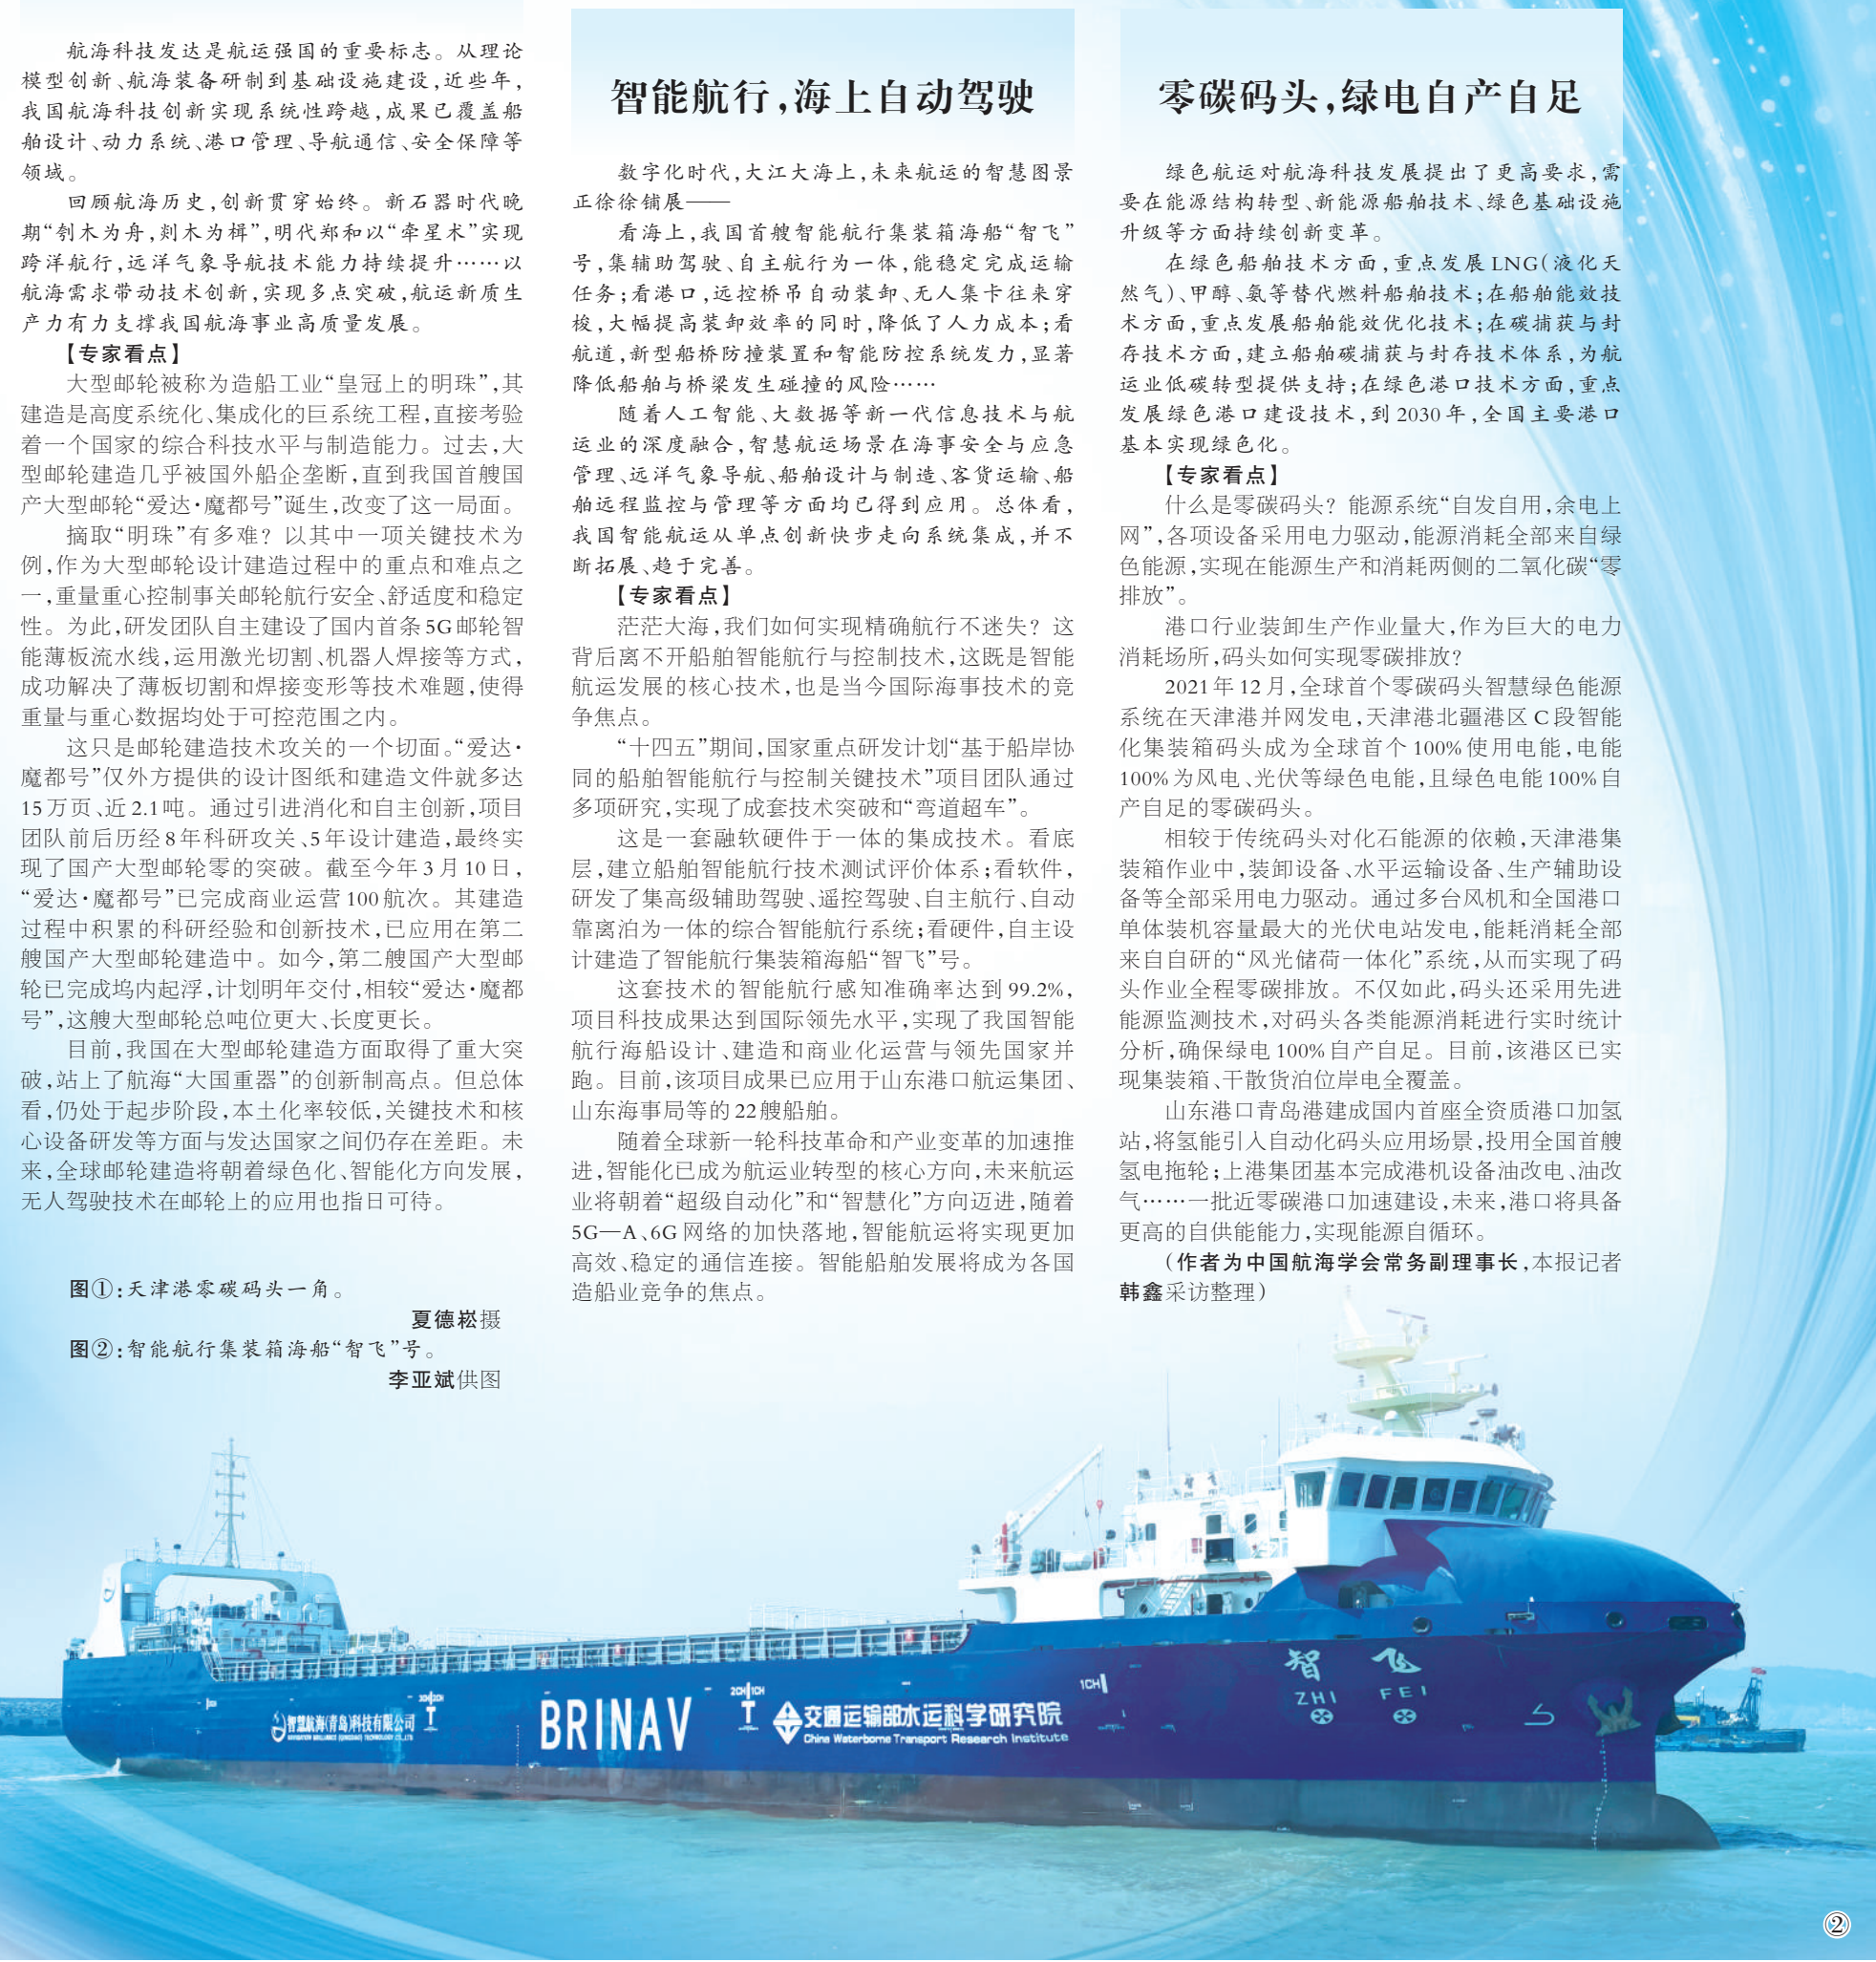 航海科技发达是航运强国的重要标志。从理论
模型创新、航海装备研制到基础设施建设,近些年,
我国航海科技创新实现系统性跨越,成果已覆盖船
舶设计、动力系统、港口管理、导航通信、安全保障等
领域。
回顾航海历史,创新贯穿始终。新石器时代晚
期“刳木为舟,剡木为楫”,明代郑和以“牵星术”实现
跨洋航行,远洋气象导航技术能力持续提升……以
航海需求带动技术创新,实现多点突破,航运新质生
产力有力支撑我国航海事业高质量发展。
【专家看点】
大型邮轮被称为造船工业“皇冠上的明珠”,其
建造是高度系统化、集成化的巨系统工程,直接考验
着一个国家的综合科技水平与制造能力。过去,大
型邮轮建造几乎被国外船企垄断,直到我国首艘国
产大型邮轮“爱达·魔都号”诞生,改变了这一局面。
摘取“明珠”有多难？以其中一项关键技术为
例,作为大型邮轮设计建造过程中的重点和难点之
一,重量重心控制事关邮轮航行安全、舒适度和稳定
性。为此,研发团队自主建设了国内首条5G邮轮智
能薄板流水线,运用激光切割、机器人焊接等方式,
成功解决了薄板切割和焊接变形等技术难题,使得
重量与重心数据均处于可控范围之内。
这只是邮轮建造技术攻关的一个切面。“爱达·
魔都号”仅外方提供的设计图纸和建造文件就多达
15万页、近2.1吨。通过引进消化和自主创新,项目
团队前后历经8年科研攻关、5年设计建造,最终实
现了国产大型邮轮零的突破。截至今年3月10日,
“爱达·魔都号”已完成商业运营100航次。其建造
过程中积累的科研经验和创新技术,已应用在第二
艘国产大型邮轮建造中。如今,第二艘国产大型邮
轮已完成坞内起浮,计划明年交付,相较“爱达·魔都
号”,这艘大型邮轮总吨位更大、长度更长。
目前,我国在大型邮轮建造方面取得了重大突
破,站上了航海“大国重器”的创新制高点。但总体
看,仍处于起步阶段,本土化率较低,关键技术和核
心设备研发等方面与发达国家之间仍存在差距。未
来,全球邮轮建造将朝着绿色化、智能化方向发展,
无人驾驶技术在邮轮上的应用也指日可待。
图①:天津港零碳码头一角。
夏德崧摄
图②:智能航行集装箱海船“智飞”号。
李亚斌供图
智能航行,海上自动驾驶
数字化时代,大江大海上,未来航运的智慧图景
正徐徐铺展——
看海上,我国首艘智能航行集装箱海船“智飞”
号,集辅助驾驶、自主航行为一体,能稳定完成运输
任务;看港口,远控桥吊自动装卸、无人集卡往来穿
梭,大幅提高装卸效率的同时,降低了人力成本;看
航道,新型船桥防撞装置和智能防控系统发力,显著
降低船舶与桥梁发生碰撞的风险……
随着人工智能、大数据等新一代信息技术与航
运业的深度融合,智慧航运场景在海事安全与应急
管理、远洋气象导航、船舶设计与制造、客货运输、船
舶远程监控与管理等方面均已得到应用。总体看,
我国智能航运从单点创新快步走向系统集成,并不
断拓展、趋于完善。
【专家看点】
茫茫大海,我们如何实现精确航行不迷失？这
背后离不开船舶智能航行与控制技术,这既是智能
航运发展的核心技术,也是当今国际海事技术的竞
争焦点。
“十四五”期间,国家重点研发计划“基于船岸协
同的船舶智能航行与控制关键技术”项目团队通过
多项研究,实现了成套技术突破和“弯道超车”。
这是一套融软硬件于一体的集成技术。看底
层,建立船舶智能航行技术测试评价体系;看软件,
研发了集高级辅助驾驶、遥控驾驶、自主航行、自动
靠离泊为一体的综合智能航行系统;看硬件,自主设
计建造了智能航行集装箱海船“智飞”号。
这套技术的智能航行感知准确率达到99.2%,
项目科技成果达到国际领先水平,实现了我国智能
航行海船设计、建造和商业化运营与领先国家并
跑。目前,该项目成果已应用于山东港口航运集团、
山东海事局等的22艘船舶。
随着全球新一轮科技革命和产业变革的加速推
进,智能化已成为航运业转型的核心方向,未来航运
业将朝着“超级自动化”和“智慧化”方向迈进,随着
5G—A、6G网络的加快落地,智能航运将实现更加
高效、稳定的通信连接。智能船舶发展将成为各国
造船业竞争的焦点。
零碳码头,绿电自产自足
绿色航运对航海科技发展提出了更高要求,需
要在能源结构转型、新能源船舶技术、绿色基础设施
升级等方面持续创新变革。
在绿色船舶技术方面,重点发展LNG(液化天
然气)、甲醇、氨等替代燃料船舶技术;在船舶能效技
术方面,重点发展船舶能效优化技术;在碳捕获与封
存技术方面,建立船舶碳捕获与封存技术体系,为航
运业低碳转型提供支持;在绿色港口技术方面,重点
发展绿色港口建设技术,到2030年,全国主要港口
基本实现绿色化。
【专家看点】
什么是零碳码头？能源系统“自发自用,余电上
网”,各项设备采用电力驱动,能源消耗全部来自绿
色能源,实现在能源生产和消耗两侧的二氧化碳“零
排放”。
港口行业装卸生产作业量大,作为巨大的电力
消耗场所,码头如何实现零碳排放？
2021年12月,全球首个零碳码头智慧绿色能源
系统在天津港并网发电,天津港北疆港区C段智能
化集装箱码头成为全球首个100%使用电能,电能
100%为风电、光伏等绿色电能,且绿色电能100%自
产自足的零碳码头。
相较于传统码头对化石能源的依赖,天津港集
装箱作业中,装卸设备、水平运输设备、生产辅助设
备等全部采用电力驱动。通过多台风机和全国港口
单体装机容量最大的光伏电站发电,能耗消耗全部
来自自研的“风光储荷一体化”系统,从而实现了码
头作业全程零碳排放。不仅如此,码头还采用先进
能源监测技术,对码头各类能源消耗进行实时统计
分析,确保绿电100%自产自足。目前,该港区已实
现集装箱、干散货泊位岸电全覆盖。
山东港口青岛港建成国内首座全资质港口加氢
站,将氢能引入自动化码头应用场景,投用全国首艘
氢电拖轮;上港集团基本完成港机设备油改电、油改
气……一批近零碳港口加速建设,未来,港口将具备
更高的自供能能力,实现能源自循环。
(作者为中国航海学会常务副理事长,本报记者
韩鑫采访整理)
智慧航海(青岛)科技有限公司
BRINAV
2CH 1CH
T
交通运输部水运科学研究院
China Waterborne Transport Research Institute
1CH
智飞
ZHI FEI
②